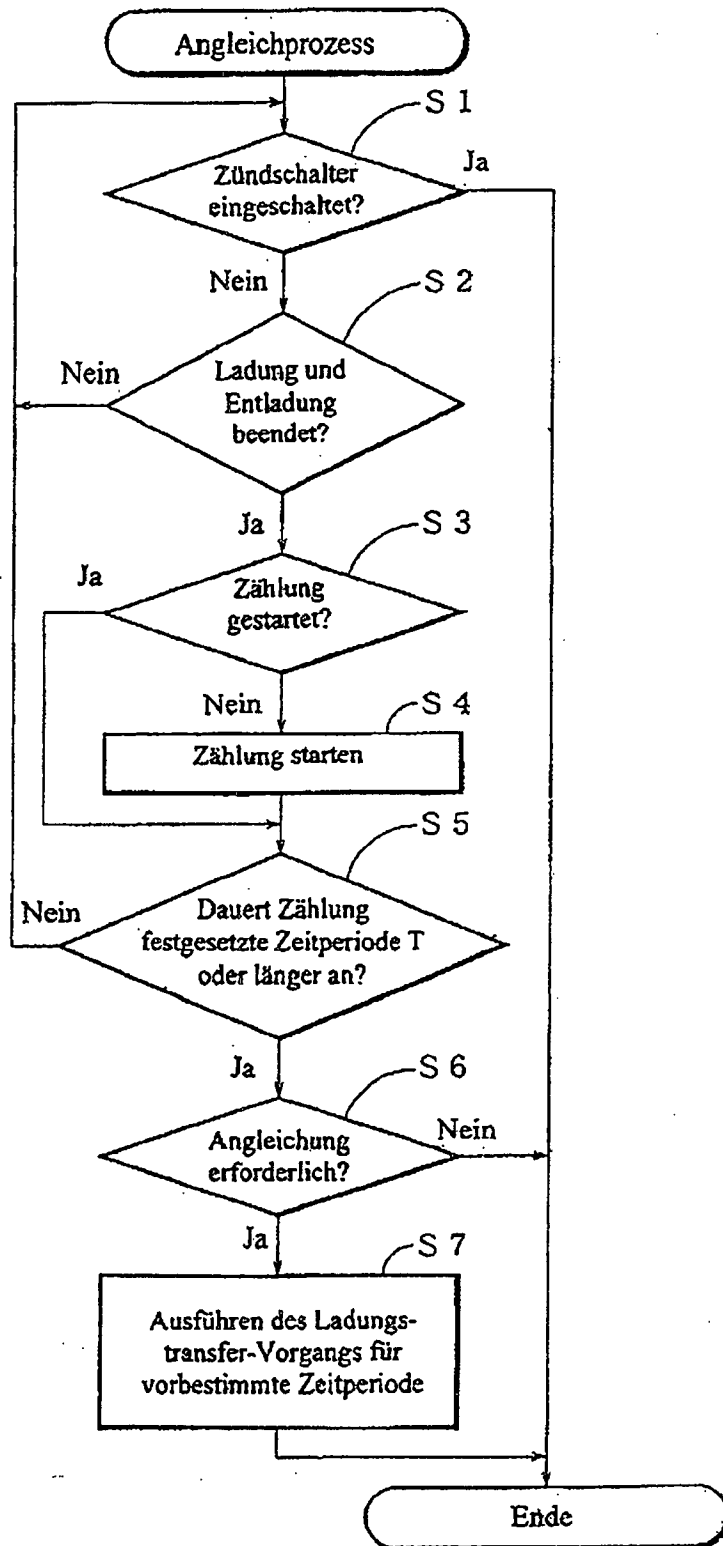 Angleichprozess
S 1
Zündschalter
eingeschaltet?
Ja
Nein
S 2
Ladung und
Entladung
beendet?
Nein
Ja
S 3
Zählung
gestartet?
Ja
Nein
S 4
Zählung starten
S 5
Dauert Zählung
festgesetzte Zeitperiode T
oder länger an?
Nein
Ja
S 6
Angleichung
erforderlich?
Nein
Ja
S 7
Ausführen des Ladungs-
transfer-Vorgangs für
vorbestimmte Zeitperiode
Ende